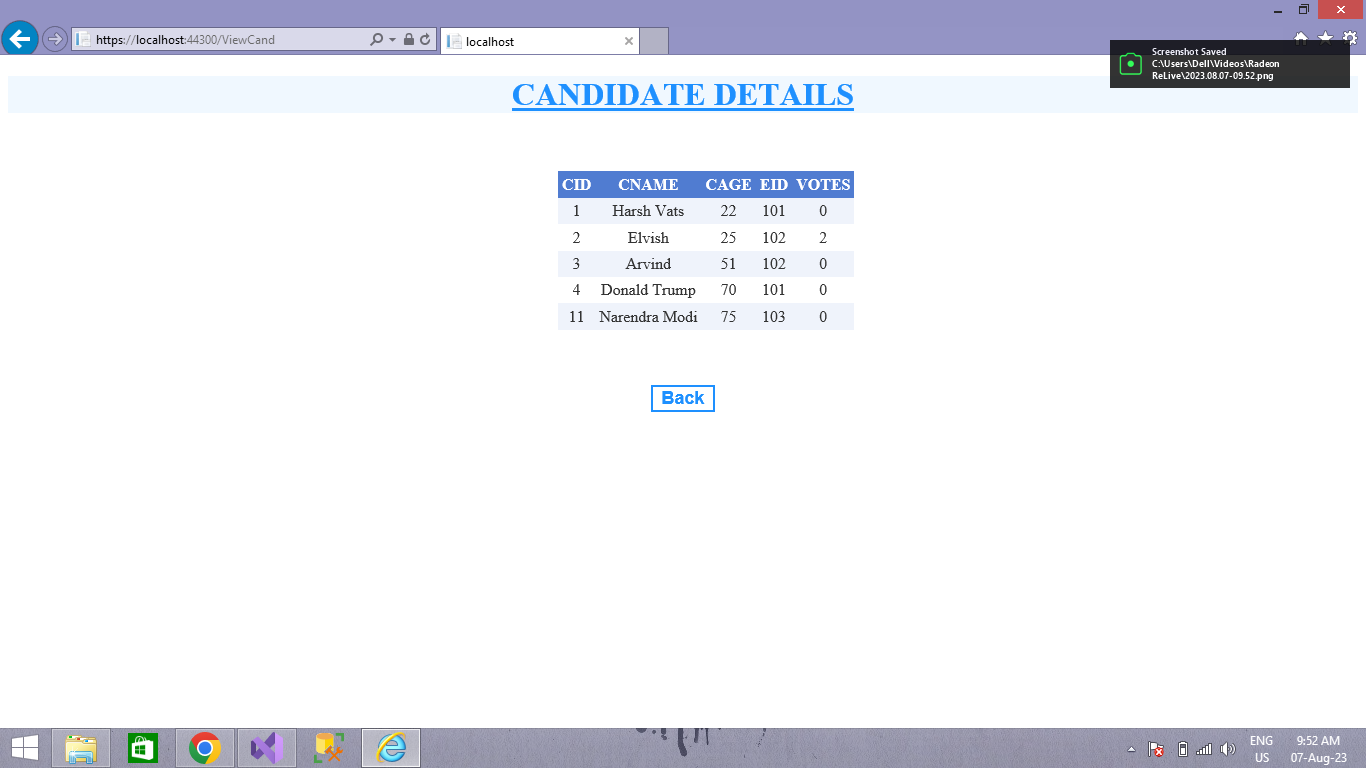 https://localhost:44300/ViewCand
localhost
Screenshot Saved
C:\Users\Dell\Videos\Radeon
ReLive\2023.08.07-09.52.png
CANDIDATE DETAILS
CID CNAME CAGE EID VOTES
1 Harsh Vats 22 101 0
2 Elvish 25 102 2
3 Arvind 51 102 0
4 Donald Trump 70 101 0
11 Narendra Modi 75 103 0
Back
ENG 9:52 AM
US 07-Aug-23